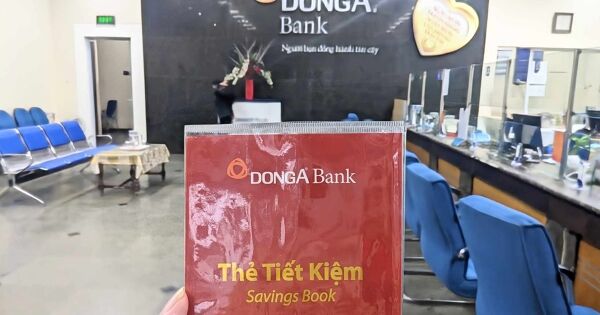 DONGA
Bank
Người bạn đồng hành tin cậy
DONGA Bank
Thẻ Tiết Kiệm
Savings Book